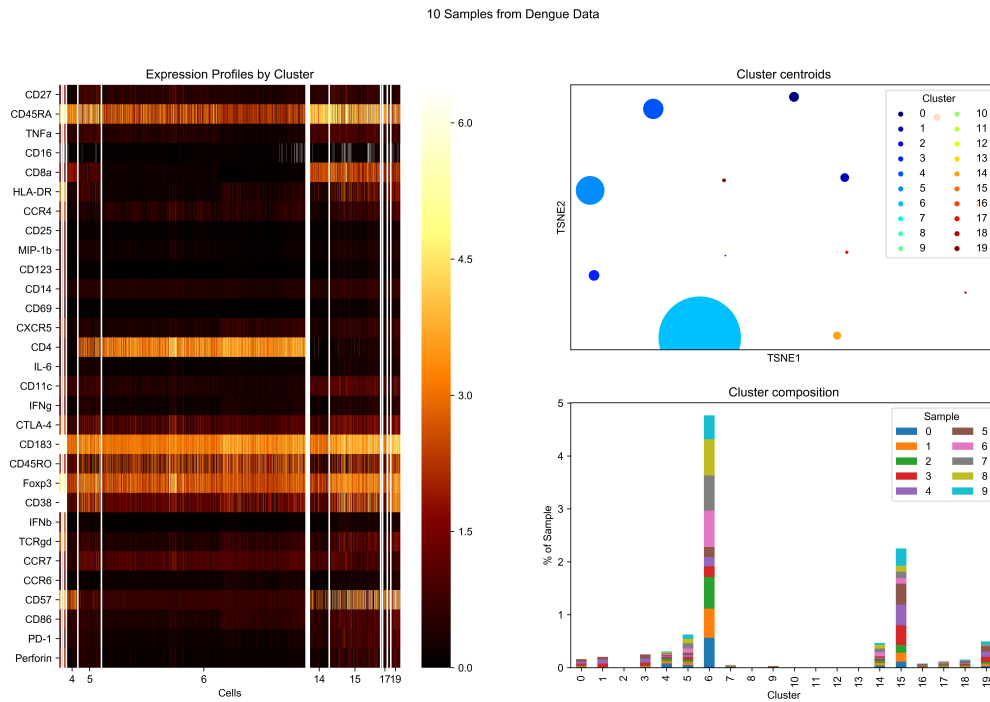 10 Samples from Dengue Data
Expression Profiles by Cluster
CD27
CD45RA
TNFa
CD16
CD8a
HLA-DR
CCR4
CD25
MIP-1b
CD123
CD14
CD69
CXCR5
CD4
IL-6
CD11c
IFNg
CTLA-4
CD183
CD45RO
Foxp3
CD38
IFNb
TCRgd
CCR7
CCR6
CD57
CD86
PD-1
Perforin
4 5 6 14 15 17 19
Cells
6.0
4.5
3.0
1.5
0.0
Cluster centroids
TSNE2
TSNE1
Cluster
0 10
1 11
2 12
3 13
4 14
5 15
6 16
7 17
8 18
9 19
Cluster composition
% of Sample
5
4
3
2
1
0
Sample
0 5
1 6
2 7
3 8
4 9
0 1 2 3 4 5 6 7 8 9 10 11 12 13 14 15 16 17 18 19
Cluster